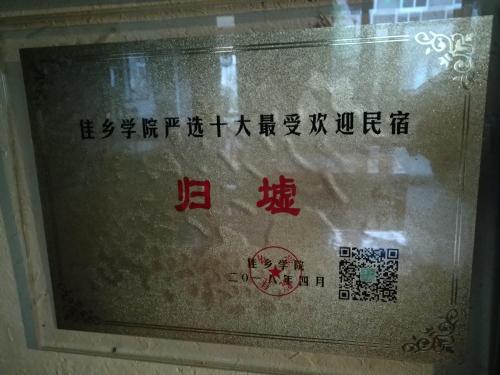 佳乡学院严选十大最受欢迎民宿
归墟
佳乡学院
二〇一八年四月